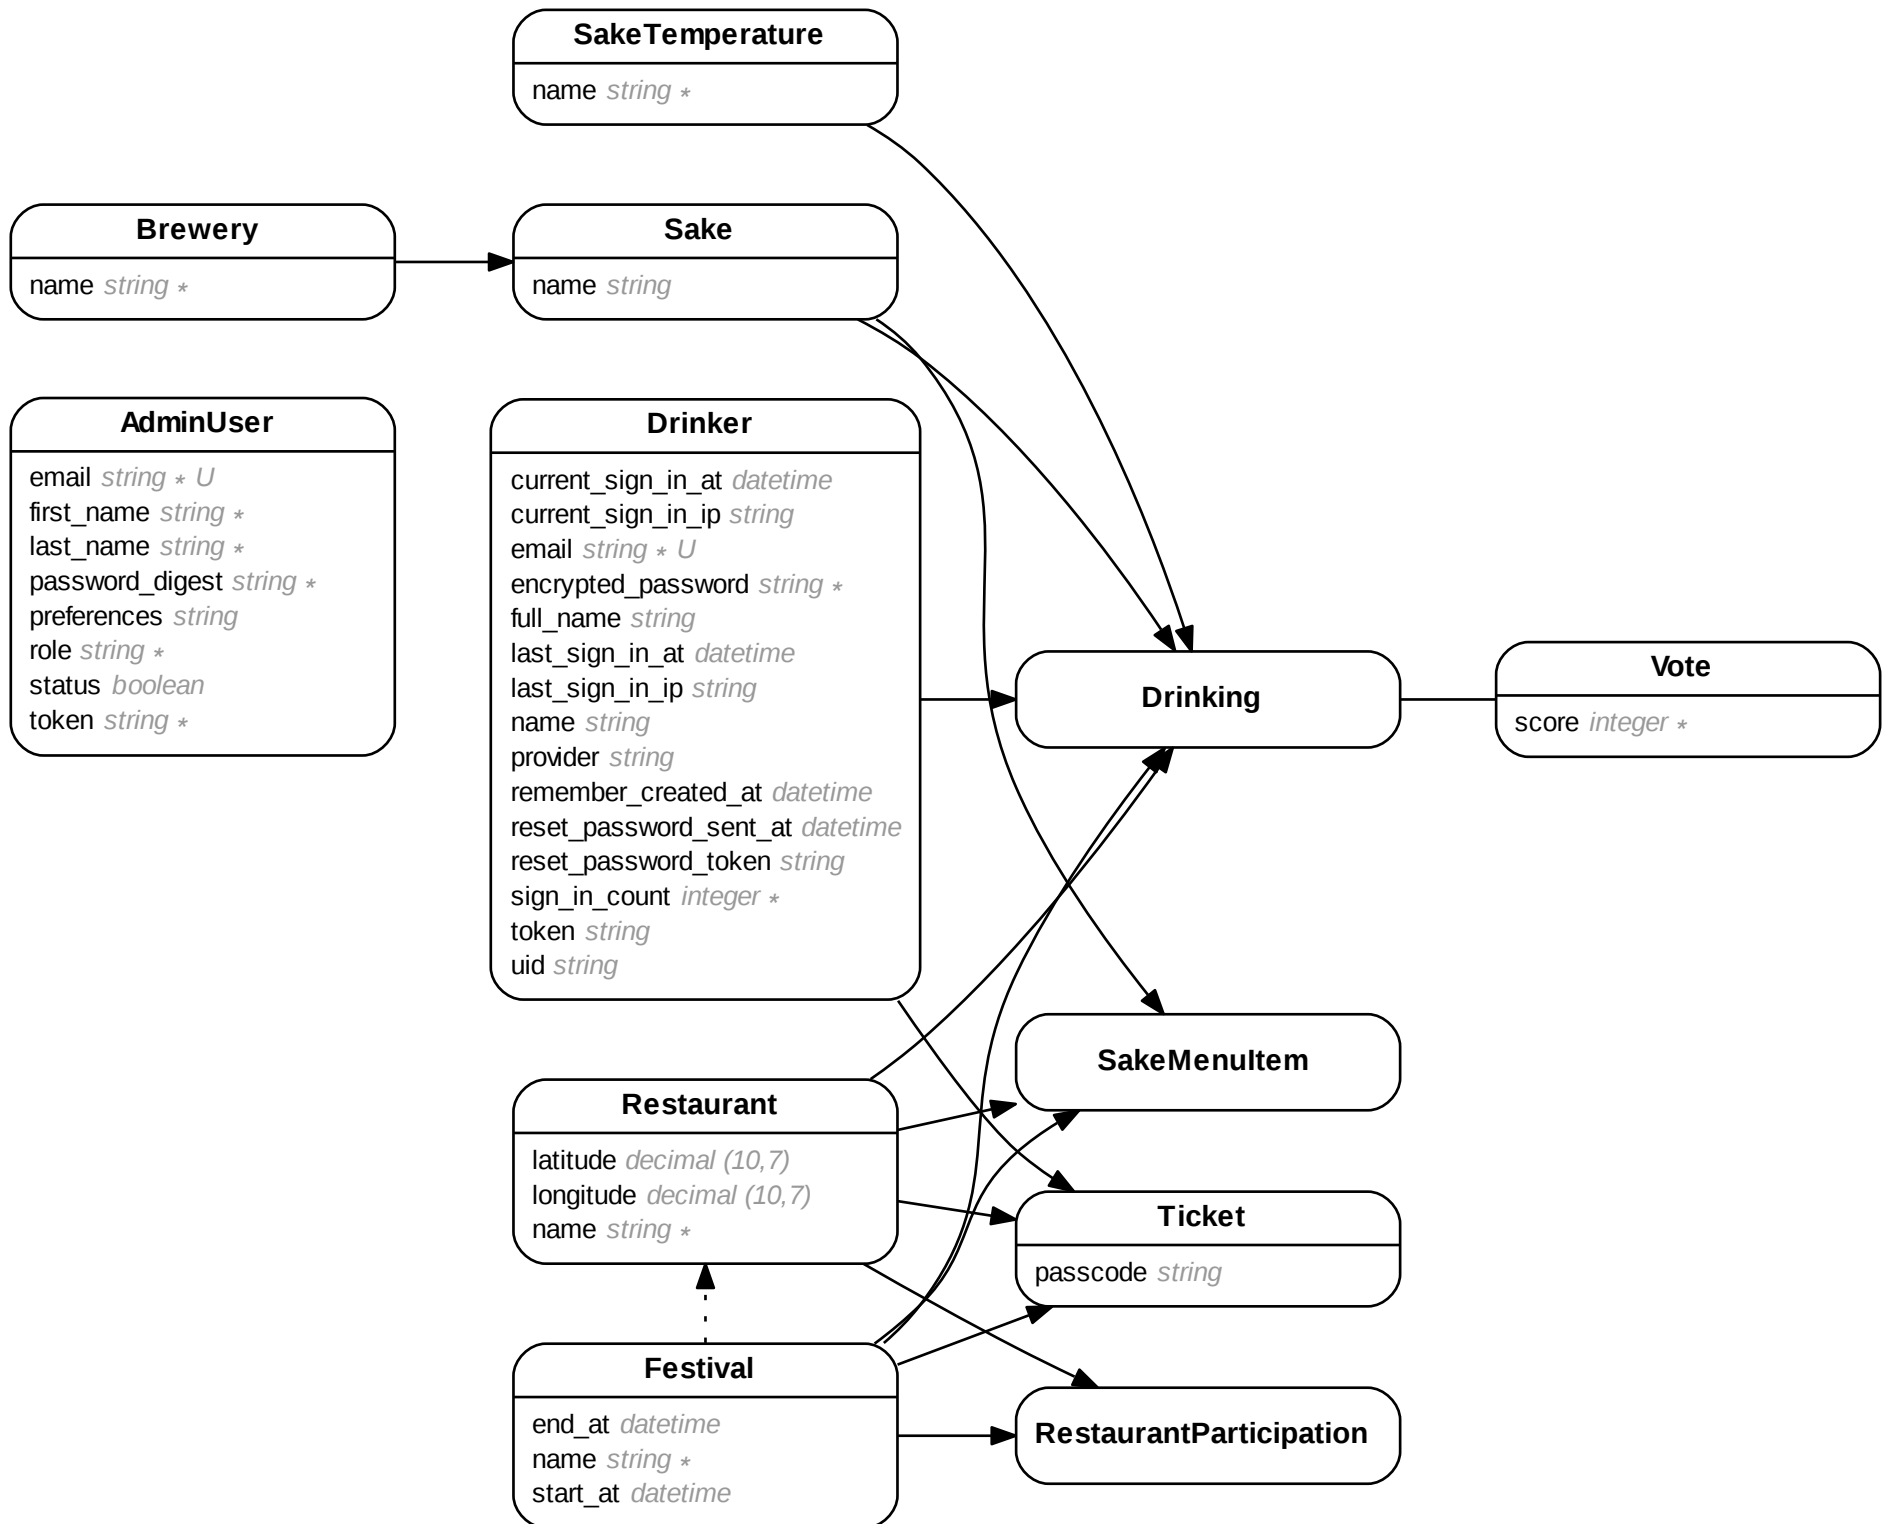 SakeTemperature
name string *
Brewery
name string *
Sake
name string
AdminUser
email string * U
first_name string *
last_name string *
password_digest string *
preferences string
role string *
status boolean
token string *
Drinker
current_sign_in_at datetime
current_sign_in_ip string
email string * U
encrypted_password string *
full_name string
last_sign_in_at datetime
last_sign_in_ip string
name string
provider string
remember_created_at datetime
reset_password_sent_at datetime
reset_password_token string
sign_in_count integer *
token string
uid string
Drinking
Vote
score integer *
SakeMenuItem
Restaurant
latitude decimal (10,7)
longitude decimal (10,7)
name string *
Ticket
passcode string
Festival
end_at datetime
name string *
start_at datetime
RestaurantParticipation